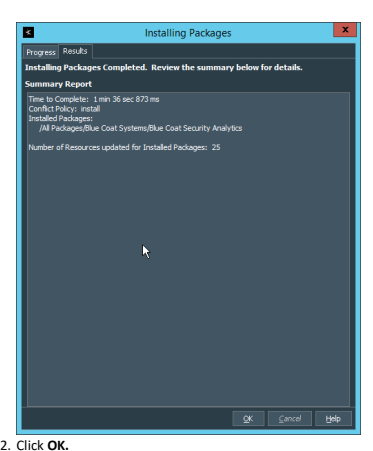 Installing Packages
Progress Results
Installing Packages Completed. Review the summary below for details.
Summary Report
Time to Complete: 1 min 36 sec 873 ms
Conflict Policy: install
Installed Packages:
/All Packages/Blue Coat Systems/Blue Coat Security Analytics
Number of Resources updated for Installed Packages: 25
OK Cancel Help
2. Click OK.